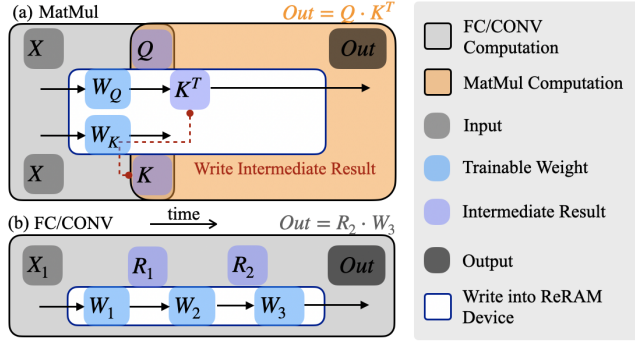 (a) MatMul
Out = Q · K^T
X
Q
Out
W_Q
K^T
W_K
X
K
Write Intermediate Result
(b) FC/CONV
time
Out = R_2 · W_3
X_1
R_1
R_2
Out
W_1
W_2
W_3
FC/CONV
Computation
MatMul Computation
Input
Trainable Weight
Intermediate Result
Output
Write into ReRAM
Device